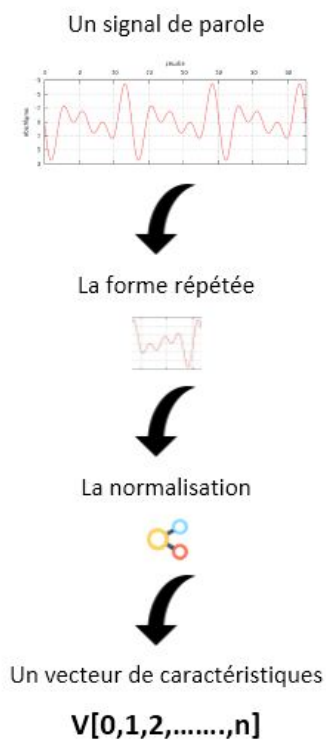 Un signal de parole
La forme répétée
La normalisation
Un vecteur de caractéristiques
V[0,1,2,.......,n]